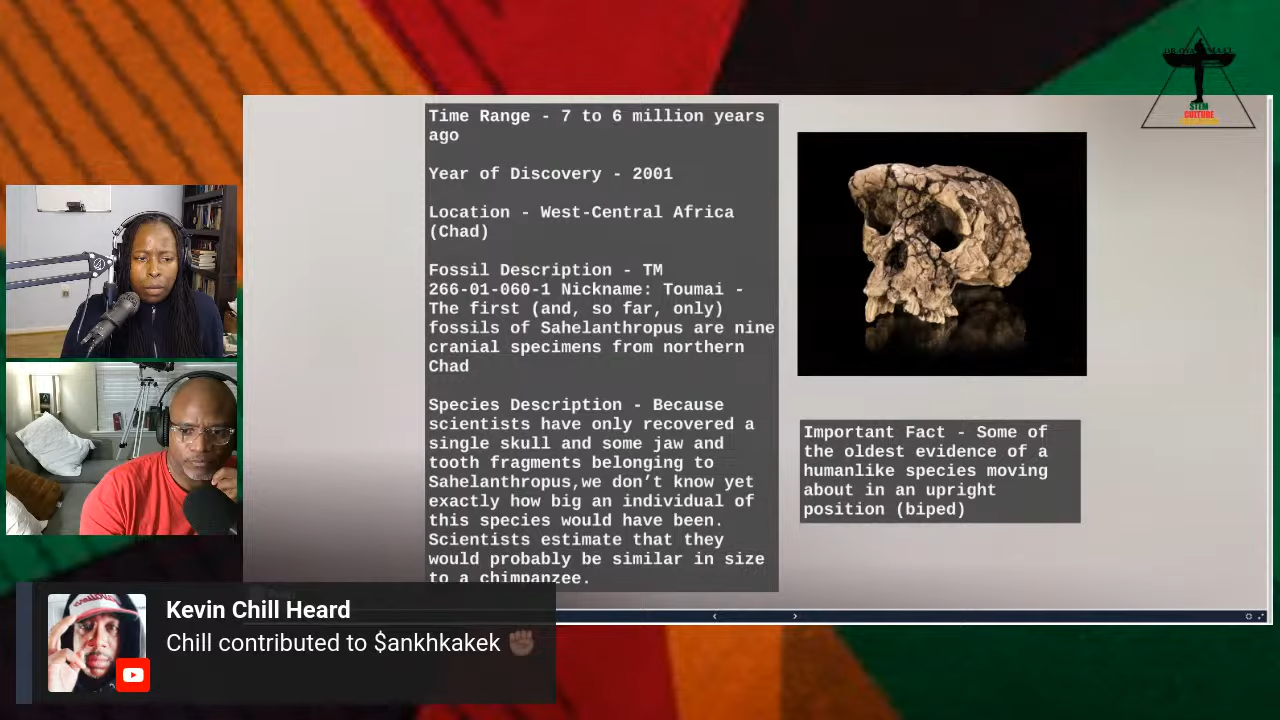 Time Range - 7 to 6 million years
ago
Year of Discovery - 2001
Location - West-Central Africa
(Chad)
Fossil Description - TM
266-01-060-1 Nickname: Toumai -
The first (and, so far, only)
fossils of Sahelanthropus are nine
cranial specimens from northern
Chad
Species Description - Because
scientists have only recovered a
single skull and some jaw and
tooth fragments belonging to
Sahelanthropus,we don’t know yet
exactly how big an individual of
this species would have been.
Scientists estimate that they
would probably be similar in size
to a chimpanzee.
Important Fact - Some of
the oldest evidence of a
humanlike species moving
about in an upright
position (biped)
STEM
CULTURE
Kevin Chill Heard
Chill contributed to $ankhkakek